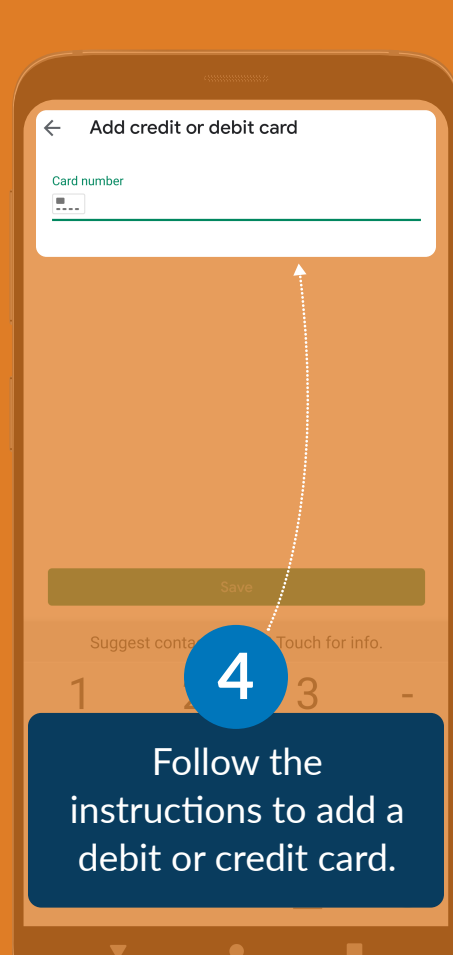 Add credit or debit card
Card number
Save
Suggest conta Touch for info.
1 2 3 -
4
Follow the
instructions to add a
debit or credit card.